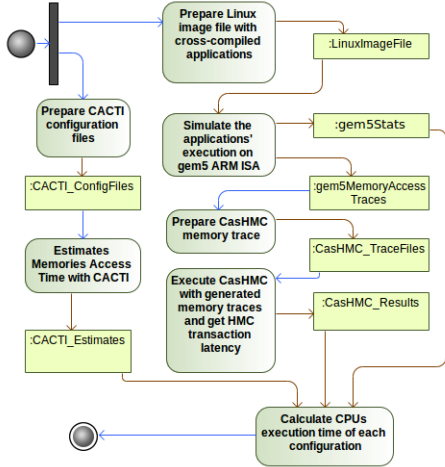 Prepare Linux
image file with
cross-compiled
applications
:LinuxImageFile
Prepare CACTI
configuration
files
Simulate the
applications'
execution on
gem5 ARM ISA
:gem5Stats
:CACTI_ConfigFiles
:gem5MemoryAccess
Traces
Prepare CasHMC
memory trace
:CasHMC_TraceFiles
Estimates
Memories Access
Time with CACTI
Execute CasHMC
with generated
memory traces
and get HMC
transaction
latency
:CasHMC_Results
:CACTI_Estimates
Calculate CPUs
execution time of each
configuration